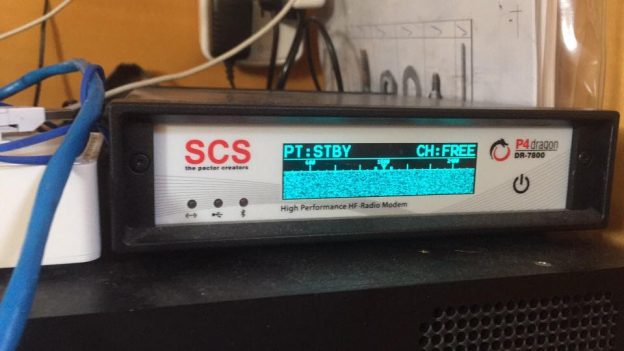 SCS
the pactor creators
PT:STBY CH:FREE
P4dragon
DR-7800
High Performance HF-Radio Modem